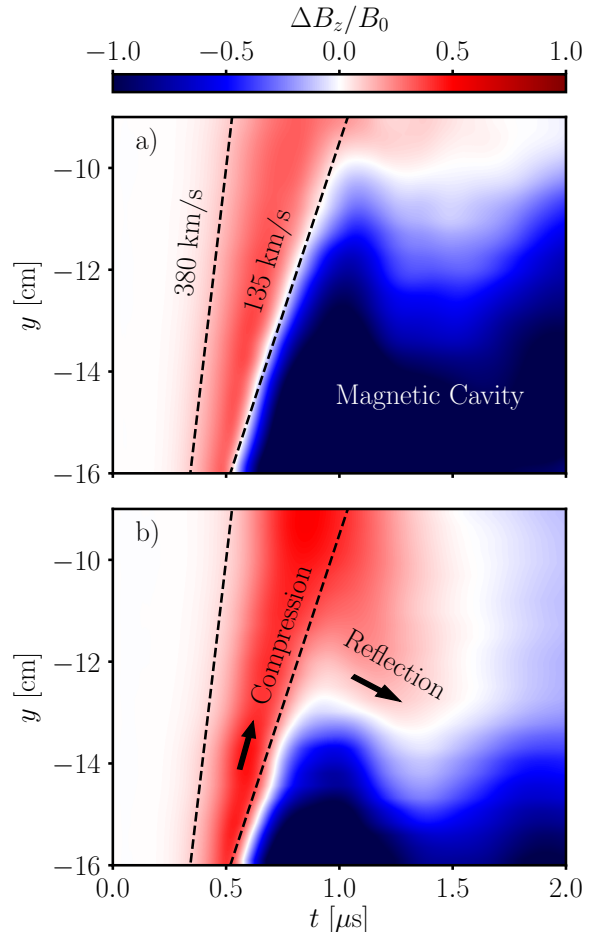 ΔB_z/B_0
−1.0 −0.5 0.0 0.5 1.0
a)
−10
−12
−14
−16
y [cm]
380 km/s
135 km/s
Magnetic Cavity
b)
−10
−12
−14
−16
y [cm]
Compression
Reflection
0.0 0.5 1.0 1.5 2.0
t [μs]